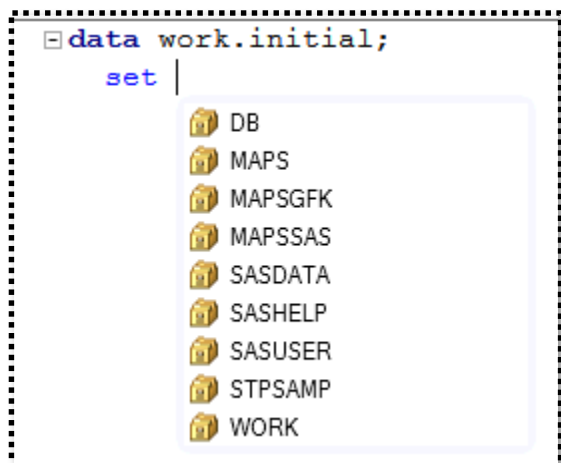 data work.initial;
set
DB
MAPS
MAPSGFK
MAPSSAS
SASDATA
SASHELP
SASUSER
STPSAMP
WORK